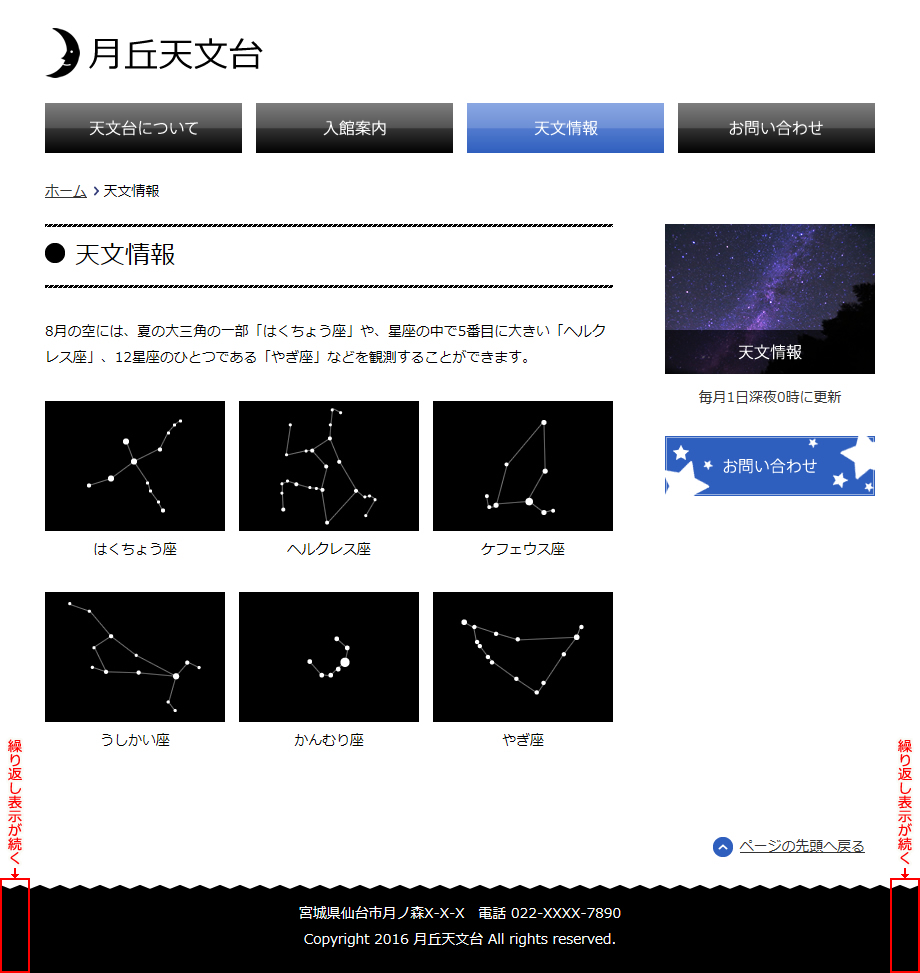 月丘天文台
天文台について
入館案内
天文情報
お問い合わせ
ホーム > 天文情報
天文情報
8月の空には、夏の大三角の一部「はくちょう座」や、星座の中で5番目に大きい「ヘルク
レス座」、12星座のひとつである「やぎ座」などを観測することができます。
天文情報
毎月1日深夜0時に更新
お問い合わせ
はくちょう座
ヘルクレス座
ケフェウス座
うしかい座
かんむり座
やぎ座
繰り返し表示が続く
繰り返し表示が続く
ページの先頭へ戻る
宮城県仙台市月ノ森X-X-X　電話 022-XXXX-7890
Copyright 2016 月丘天文台 All rights reserved.